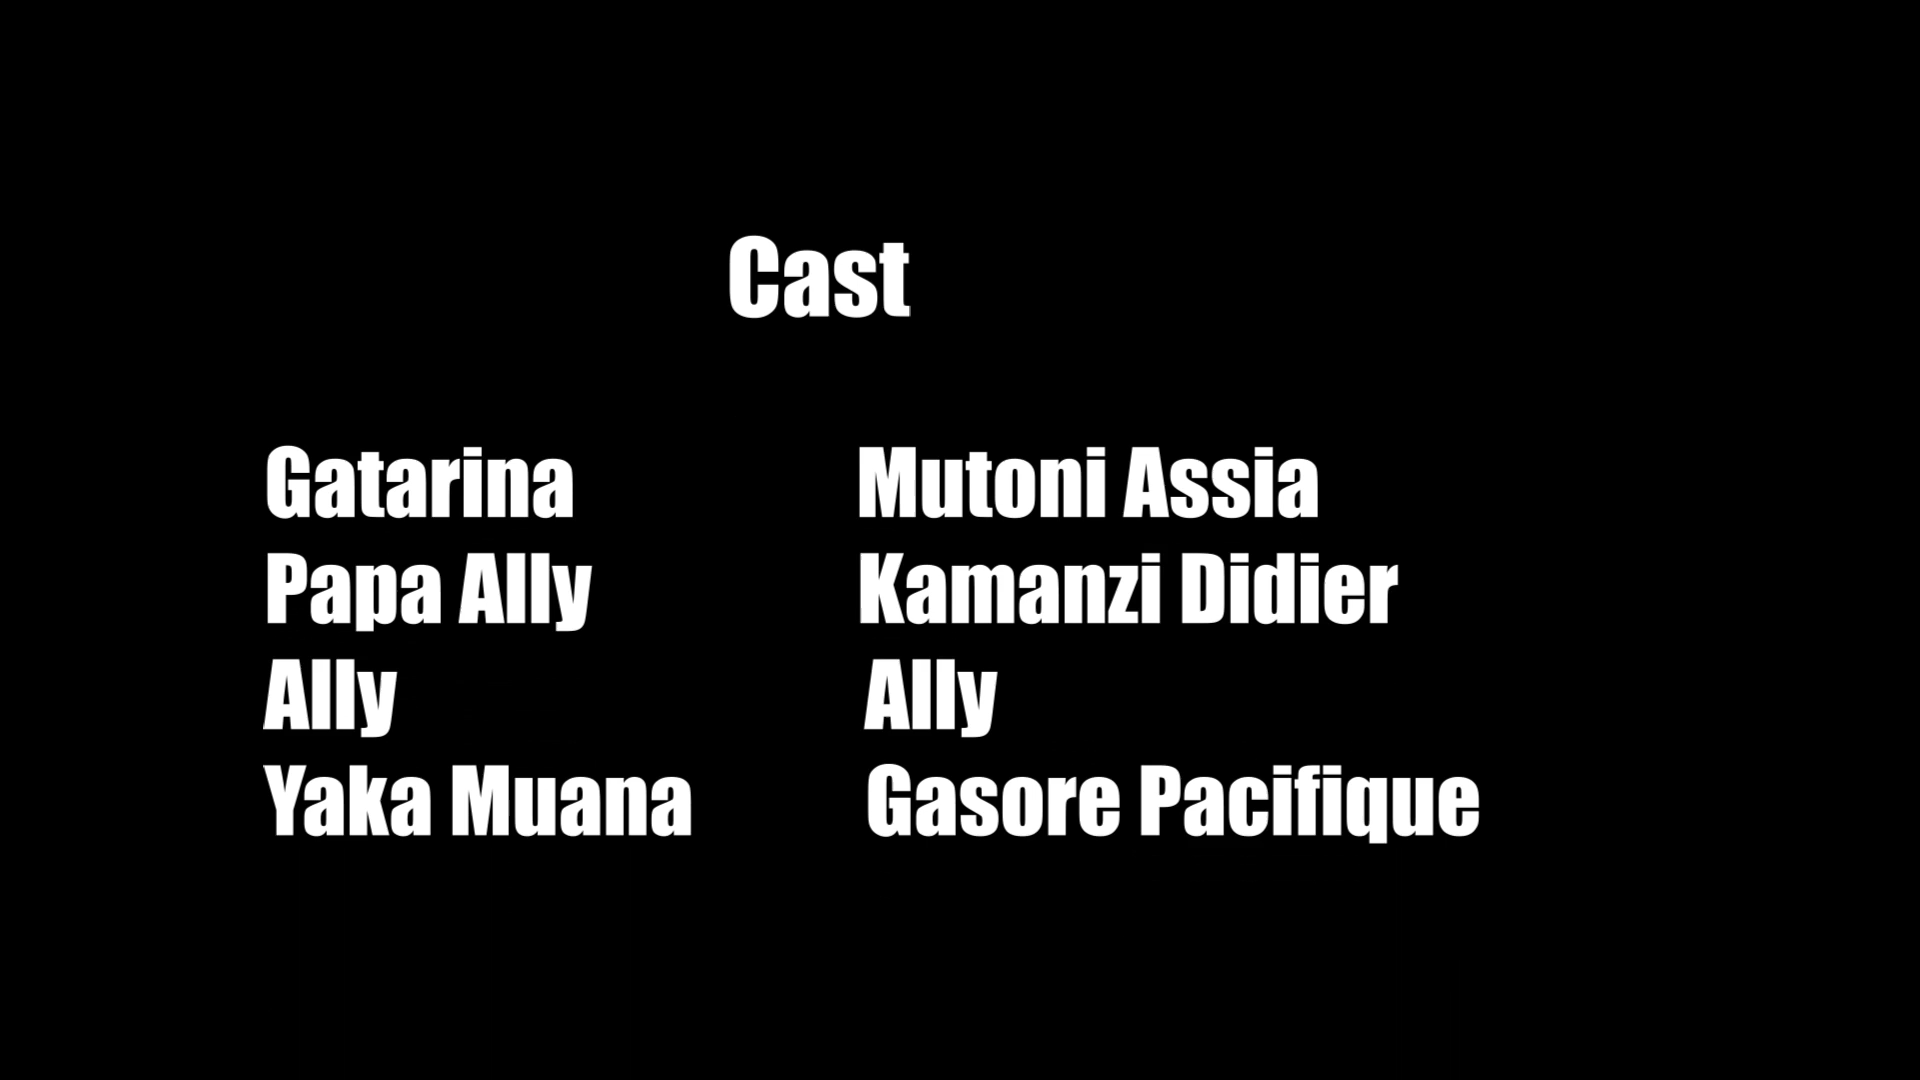 Cast
Gatarina Mutoni Assia
Papa Ally Kamanzi Didier
Ally Ally
Yaka Muana Gasore Pacifique